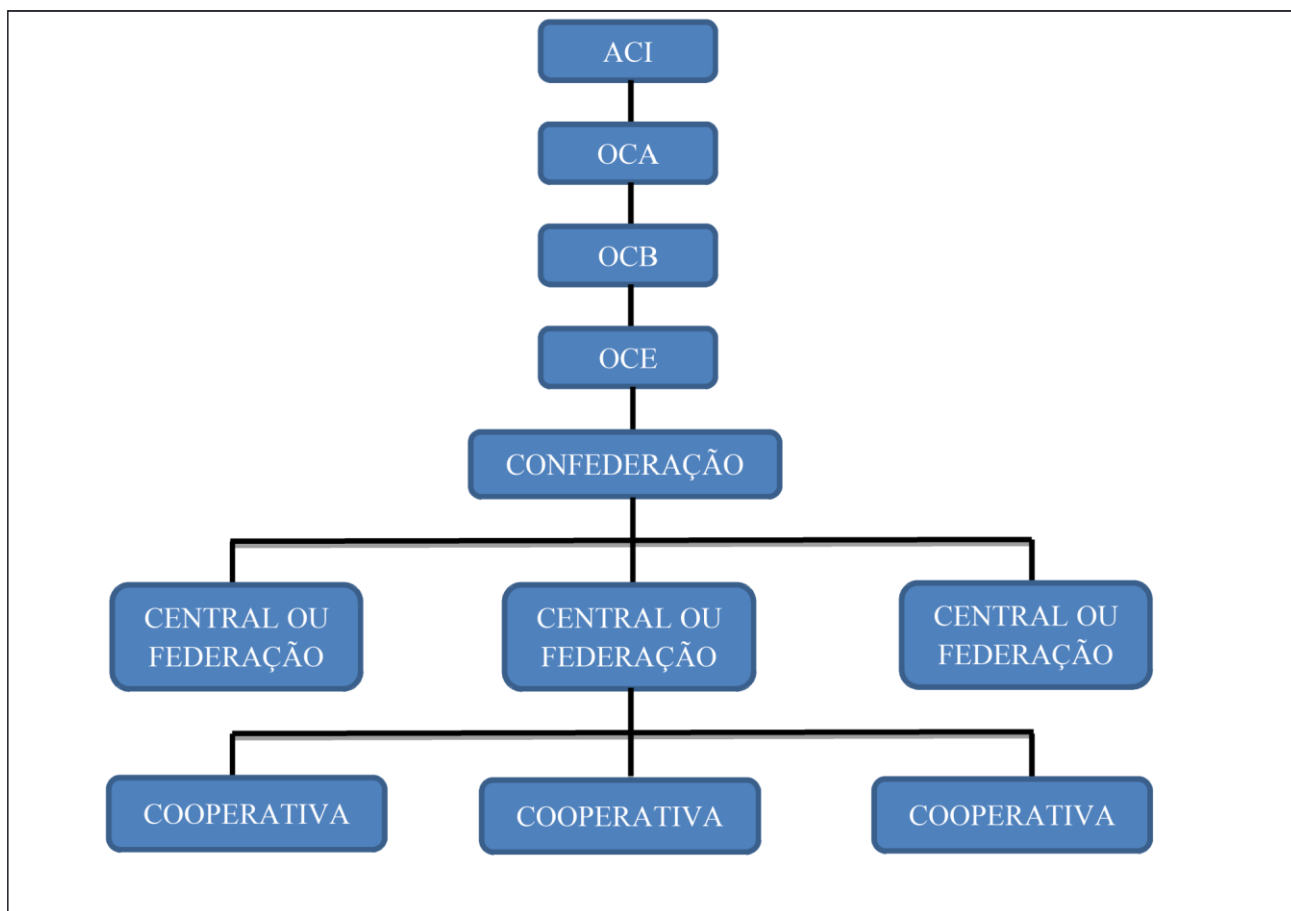 ACI
OCA
OCB
OCE
CONFEDERAÇÃO
CENTRAL OU
FEDERAÇÃO
CENTRAL OU
FEDERAÇÃO
CENTRAL OU
FEDERAÇÃO
COOPERATIVA
COOPERATIVA
COOPERATIVA